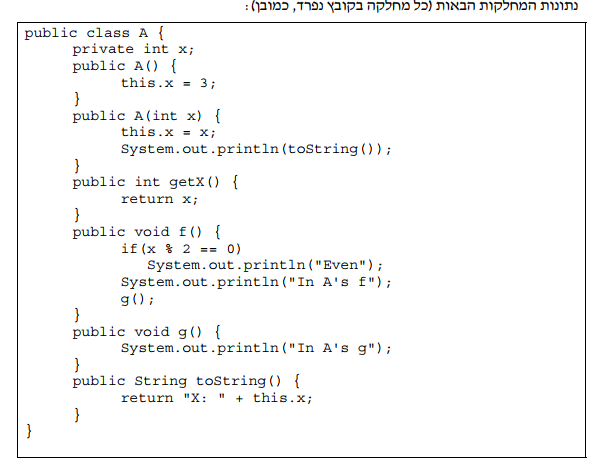 נתונות המחלקות הבאות (כל מחלקה בקובץ נפרד, כמובן):
public class A {
private int x;
public A() {
this.x = 3;
}
public A(int x) {
this.x = x;
System.out.println(toString());
}
public int getX() {
return x;
}
public void f() {
if(x % 2 == 0)
System.out.println("Even");
System.out.println("In A's f");
g();
}
public void g() {
System.out.println("In A's g");
}
public String toString() {
return "X: " + this.x;
}
}